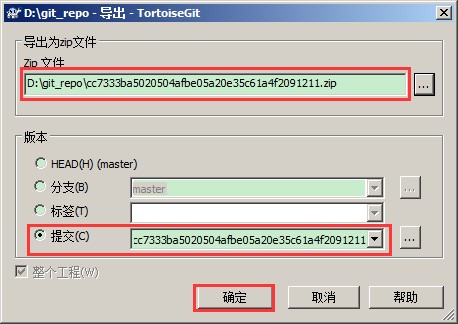 D:\git_repo - 导出 - TortoiseGit
导出为zip文件
Zip 文件
D:\git_repo\cc7333ba5020504afbe05a20e35c61a4f2091211.zip
...
版本
HEAD(H) (master)
分支(B) master ...
标签(T)
提交(C) cc7333ba5020504afbe05a20e35c61a4f2091211 ...
整个工程(W)
确定 取消 帮助